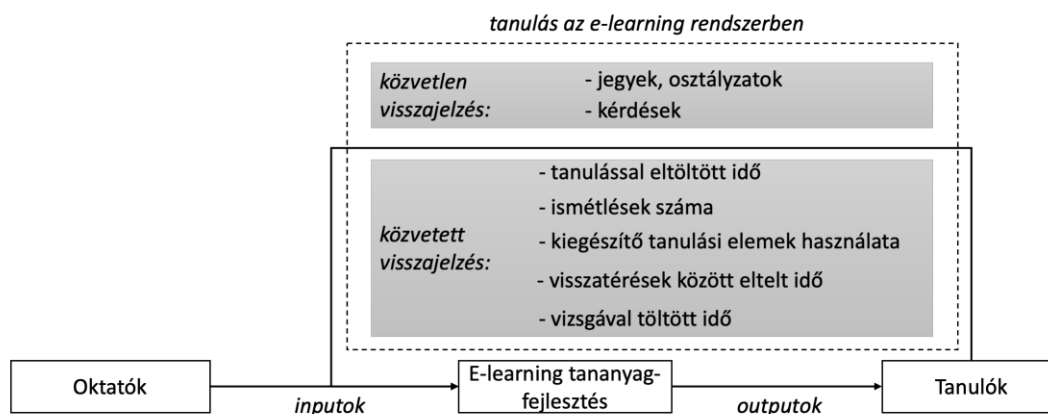 tanulás az e-learning rendszerben
közvetlen
visszajelzés:
- jegyek, osztályzatok
- kérdések
közvetett
visszajelzés:
- tanulással eltöltött idő
- ismétlések száma
- kiegészítő tanulási elemek használata
- visszatérések között eltelt idő
- vizsgával töltött idő
Oktatók
inputok
E-learning tananyag-
fejlesztés
outputok
Tanulók